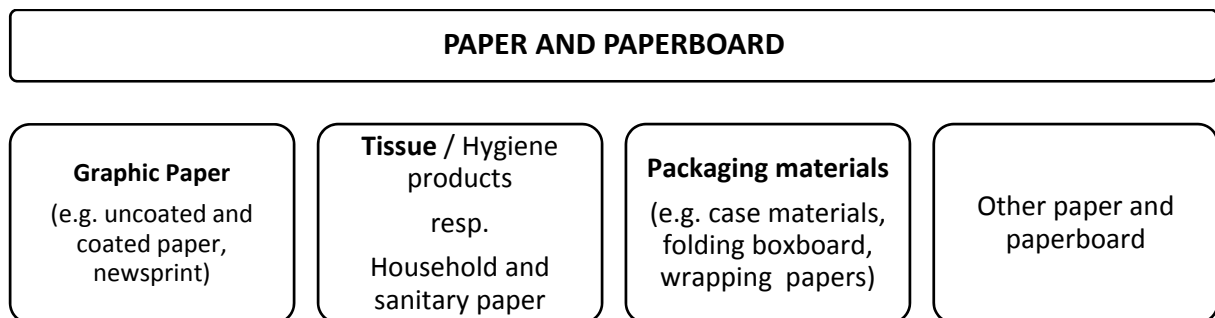 PAPER AND PAPERBOARD
Graphic Paper
(e.g. uncoated and
coated paper,
newsprint)
Tissue / Hygiene
products
resp.
Household and
sanitary paper
Packaging materials
(e.g. case materials,
folding boxboard,
wrapping papers)
Other paper and
paperboard